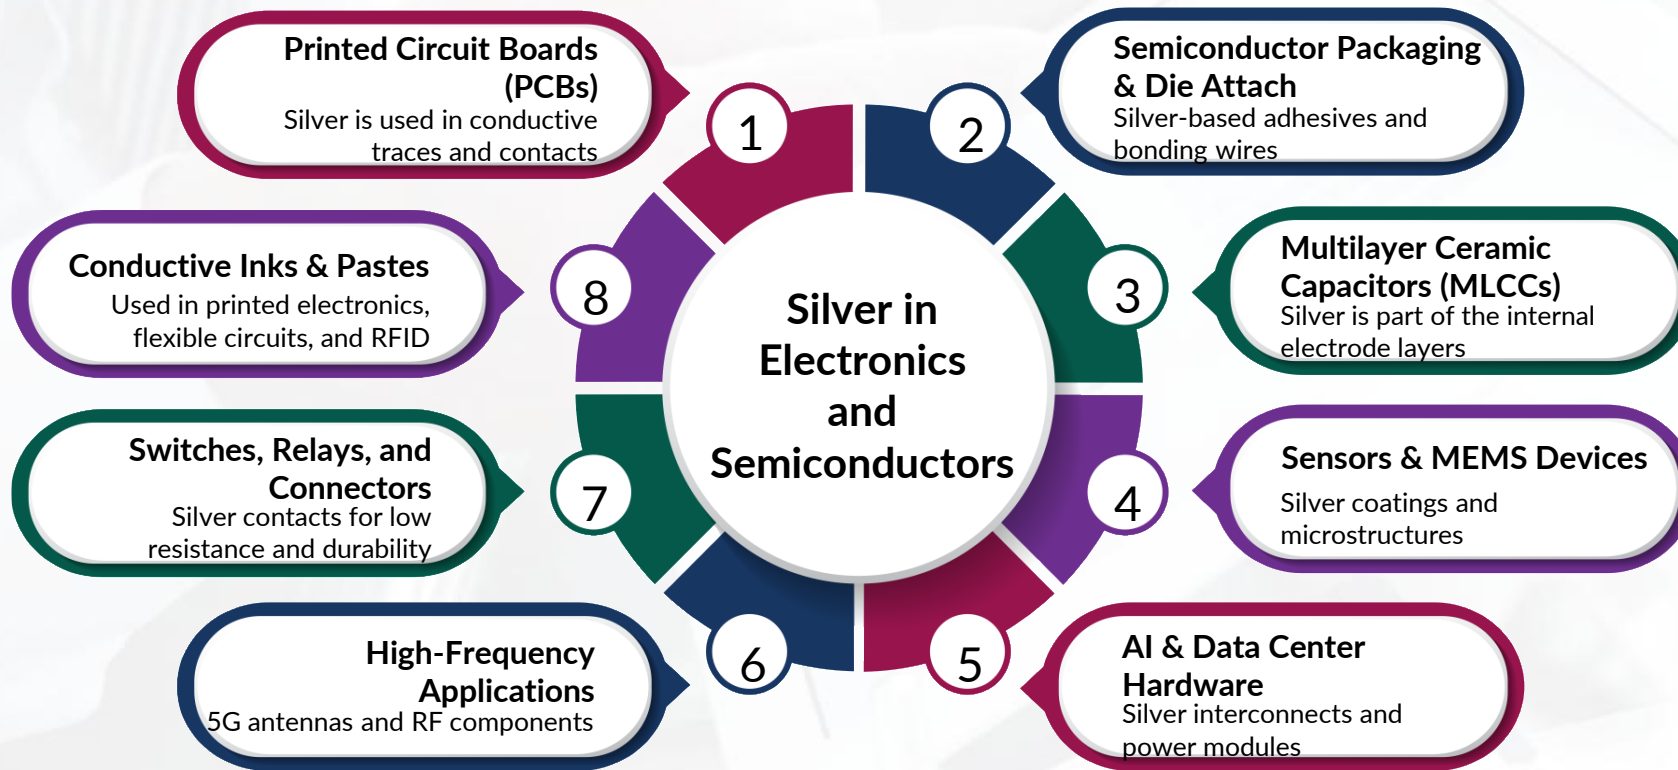 Printed Circuit Boards
(PCBs)
Silver is used in conductive
traces and contacts
1
2
Semiconductor Packaging
& Die Attach
Silver-based adhesives and
bonding wires
Conductive Inks & Pastes
Used in printed electronics,
flexible circuits, and RFID
8
3
Multilayer Ceramic
Capacitors (MLCCs)
Silver is part of the internal
electrode layers
Silver in
Electronics
and
Semiconductors
Switches, Relays, and
Connectors
Silver contacts for low
resistance and durability
7
4
Sensors & MEMS Devices
Silver coatings and
microstructures
High-Frequency
Applications
5G antennas and RF components
6
5
AI & Data Center
Hardware
Silver interconnects and
power modules